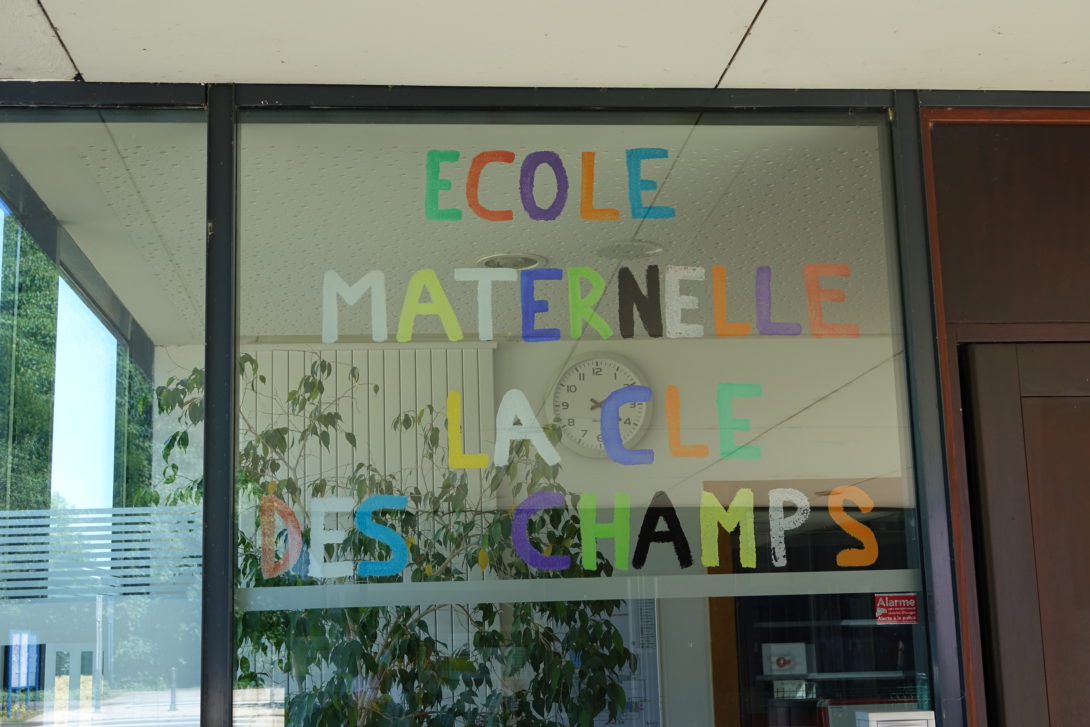 ECOLE
MATERNELLE
LA CLE
DES CHAMPS
Alarme